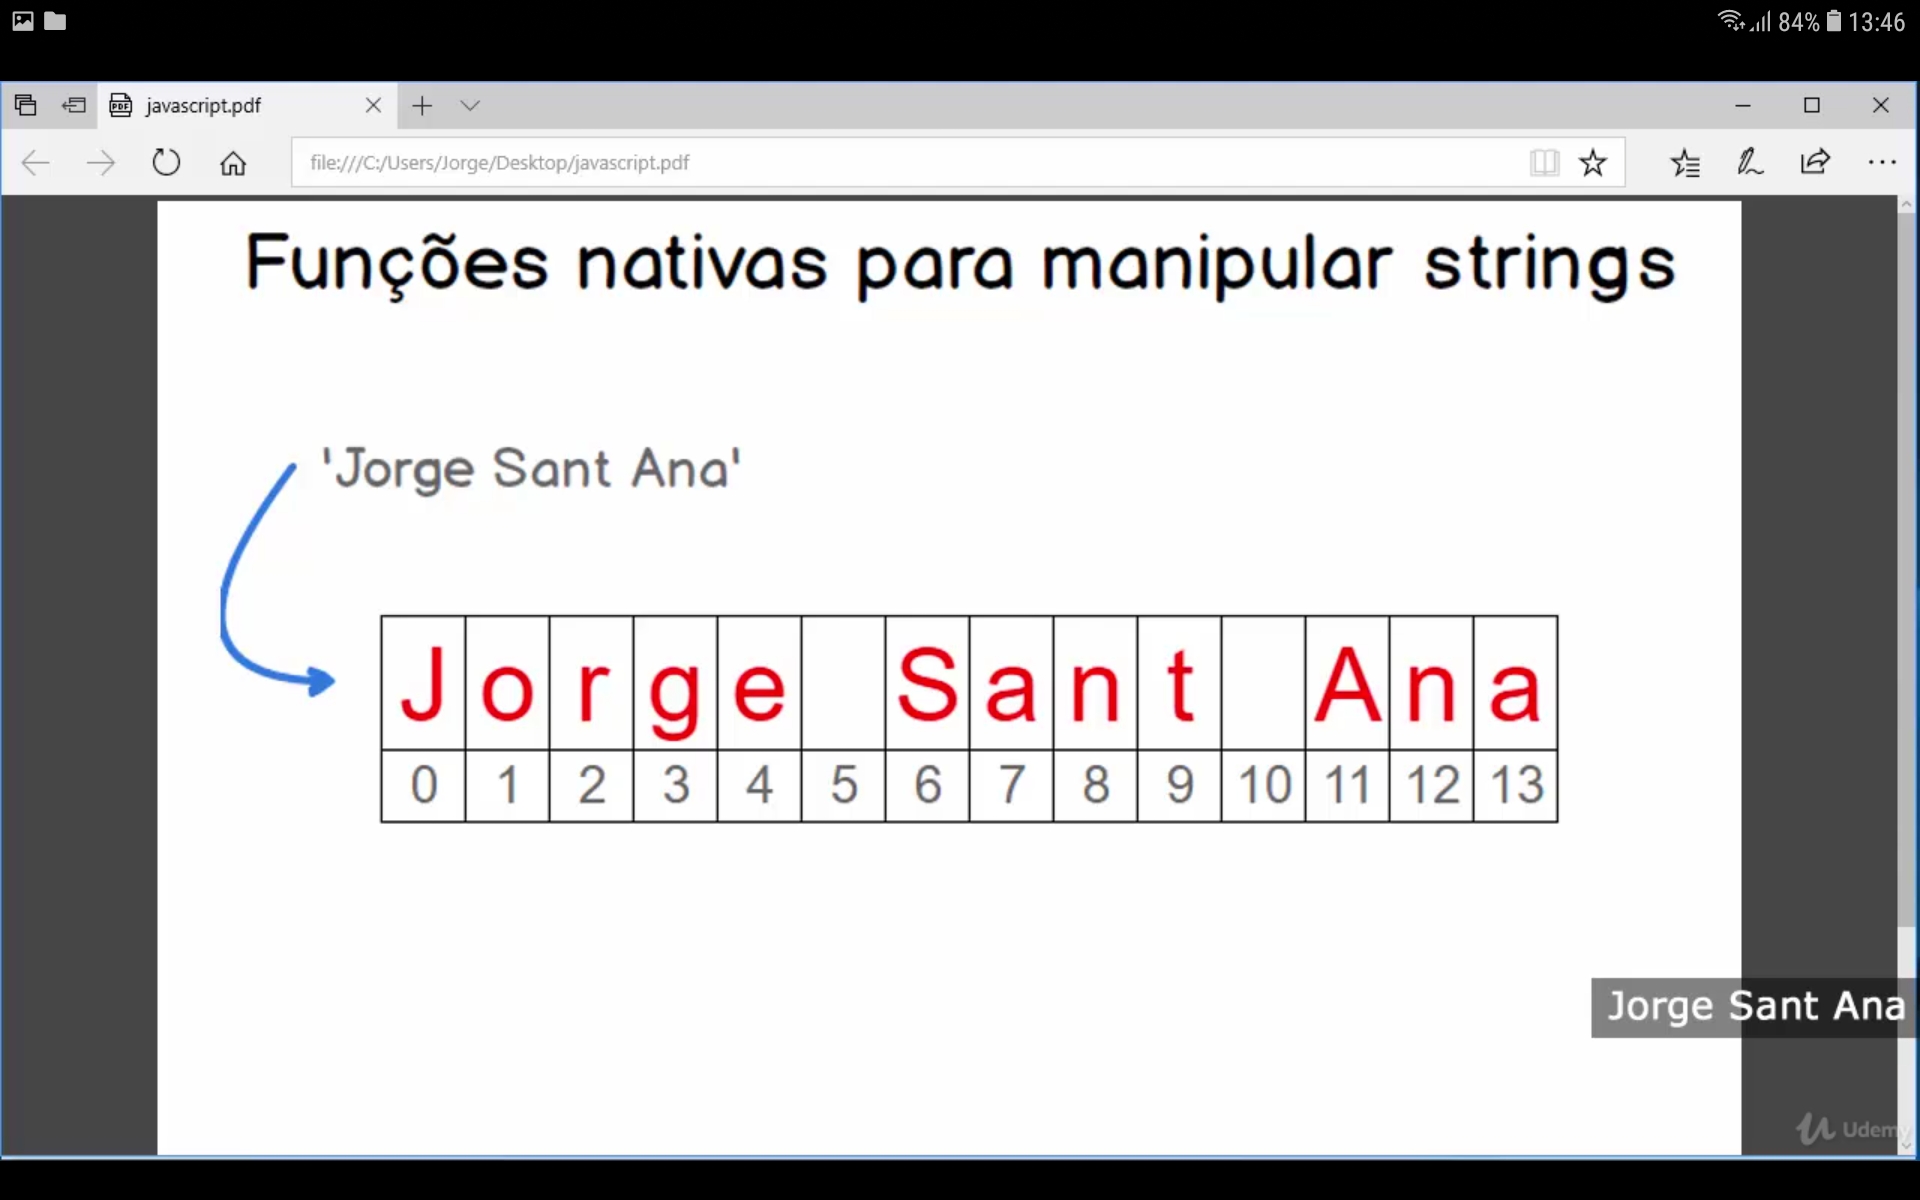 84% 13:46
javascript.pdf
file:///C:/Users/Jorge/Desktop/javascript.pdf
Funções nativas para manipular strings
'Jorge Sant Ana'
J o r g e S a n t A n a
0 1 2 3 4 5 6 7 8 9 10 11 12 13
Jorge Sant Ana
Udemy